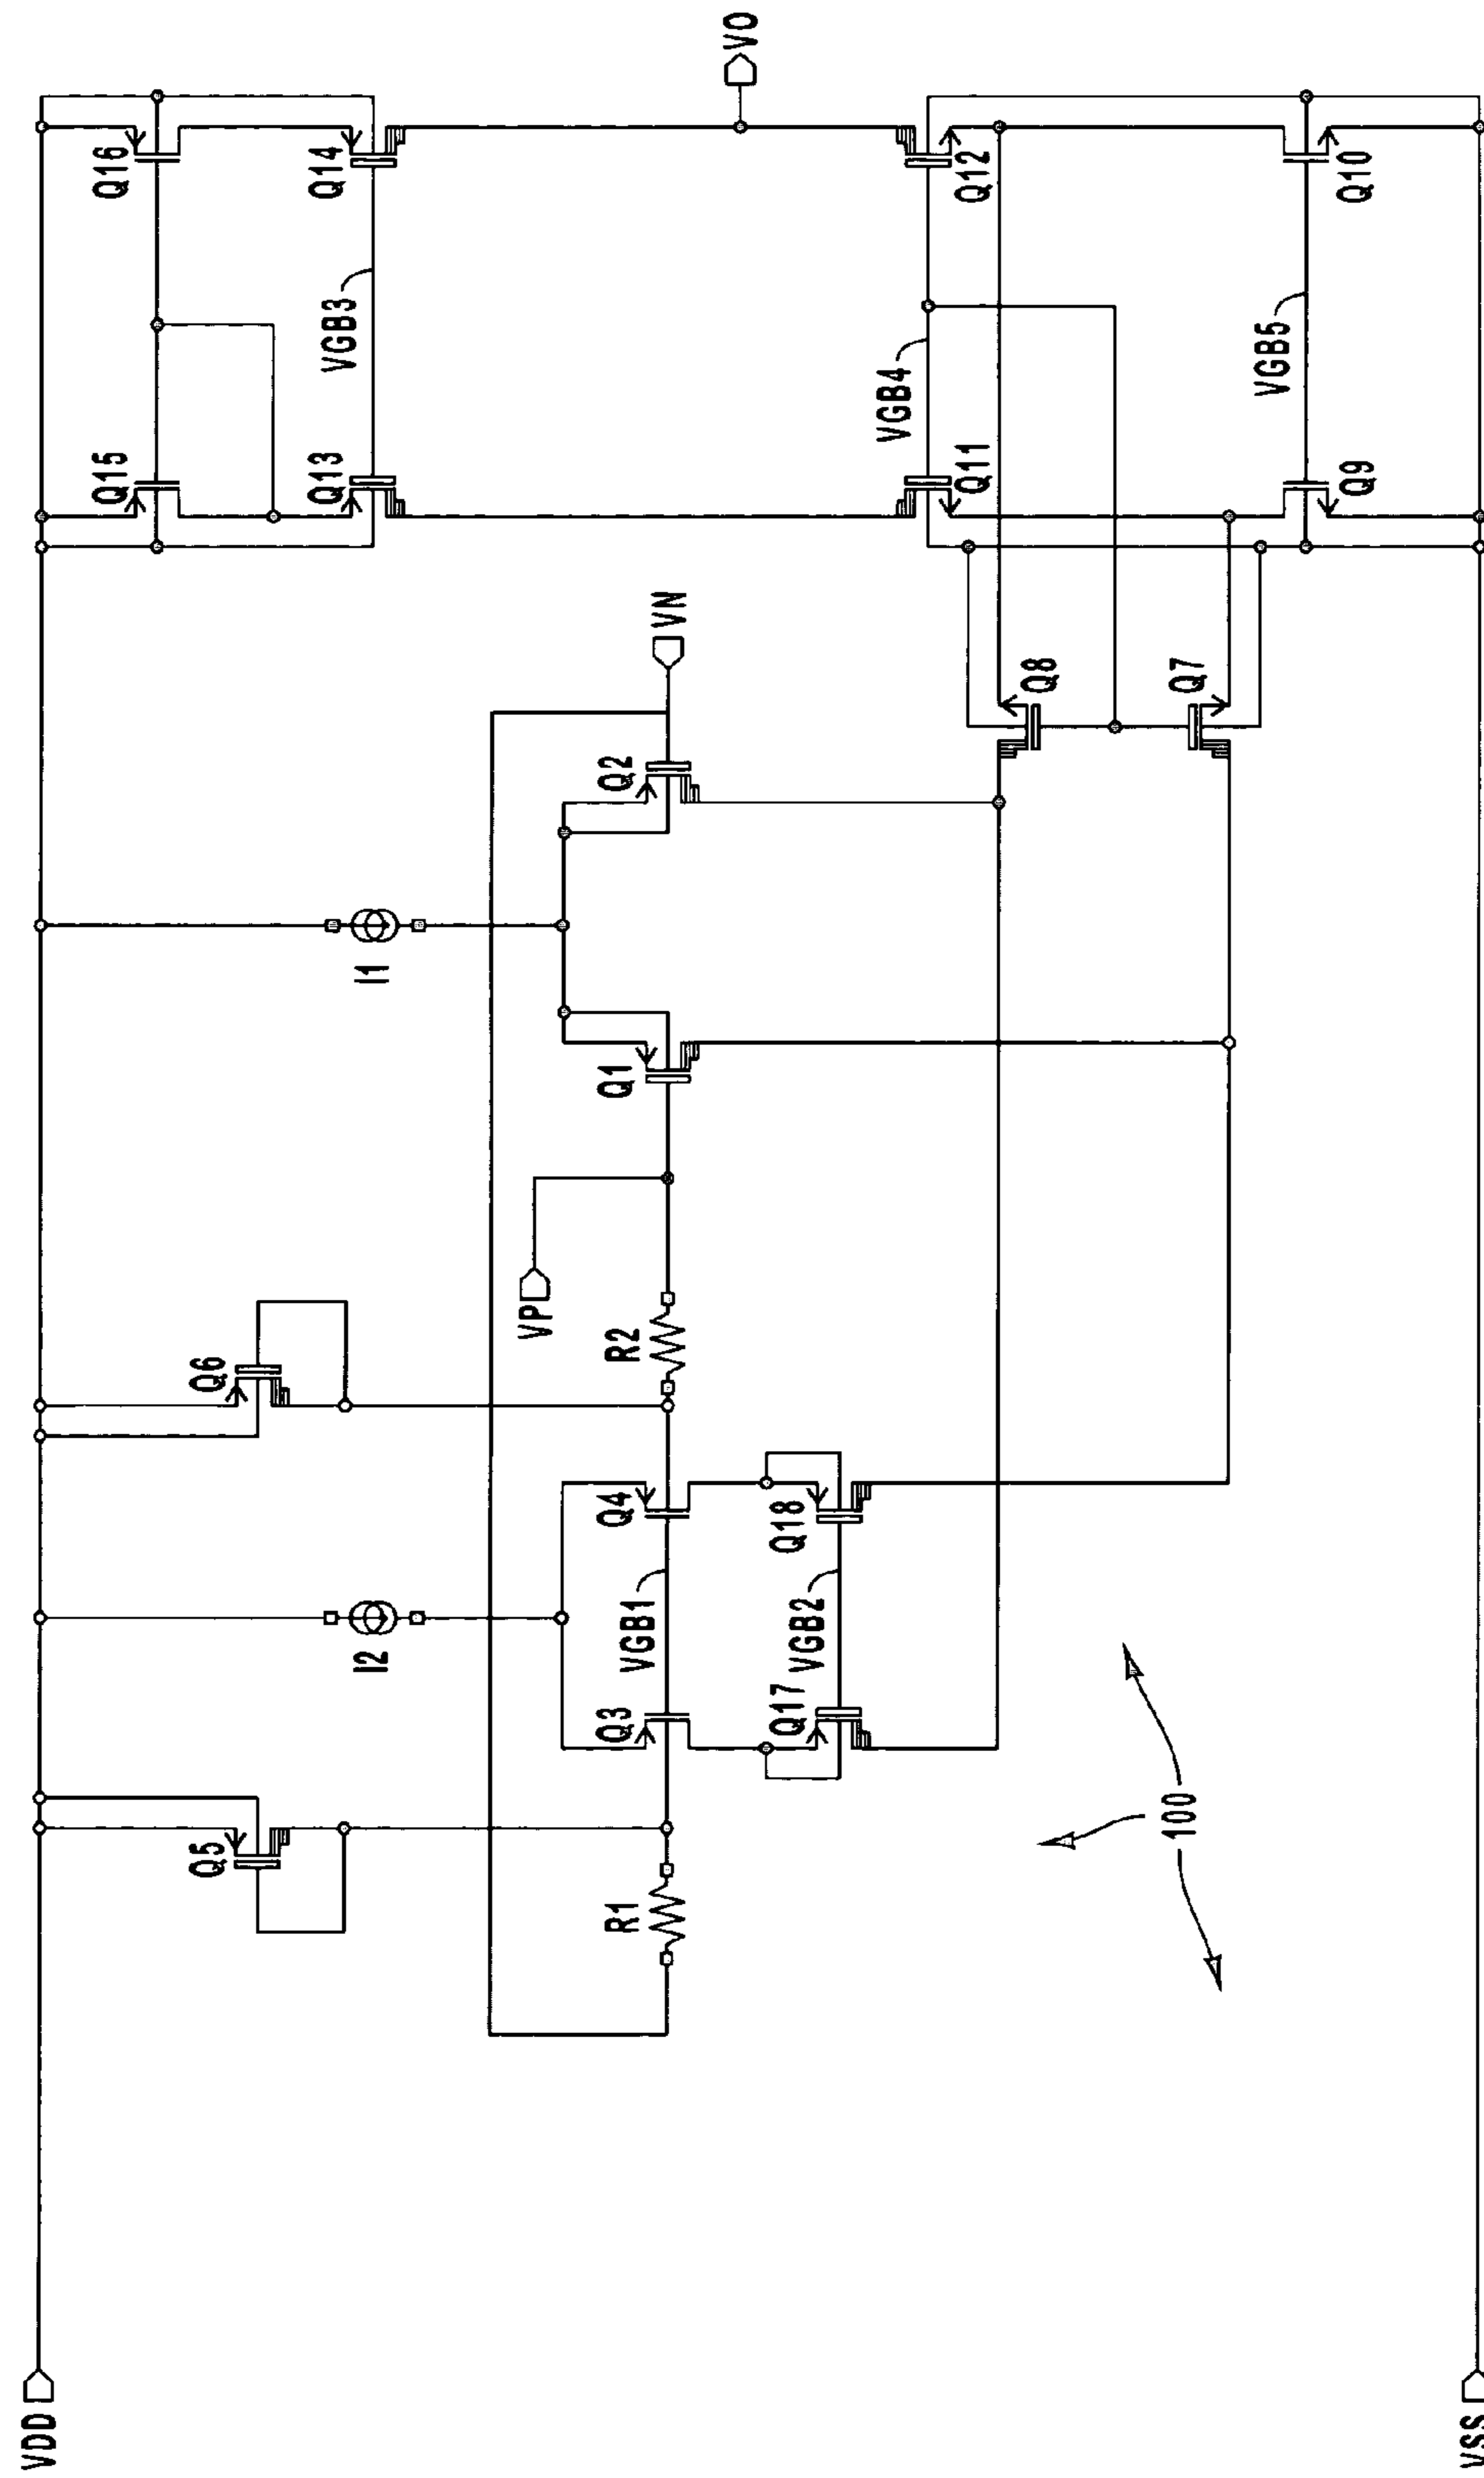 VDD
VSS
Q5
R1
I2
Q3
Q4
VGB1
Q17
Q18
VGB2
100
Q6
R2
VP
Q1
I1
Q2
VN
Q8
Q7
Q15
Q16
Q13
Q14
VGB3
VO
VGB4
Q11
Q12
VGB5
Q9
Q10